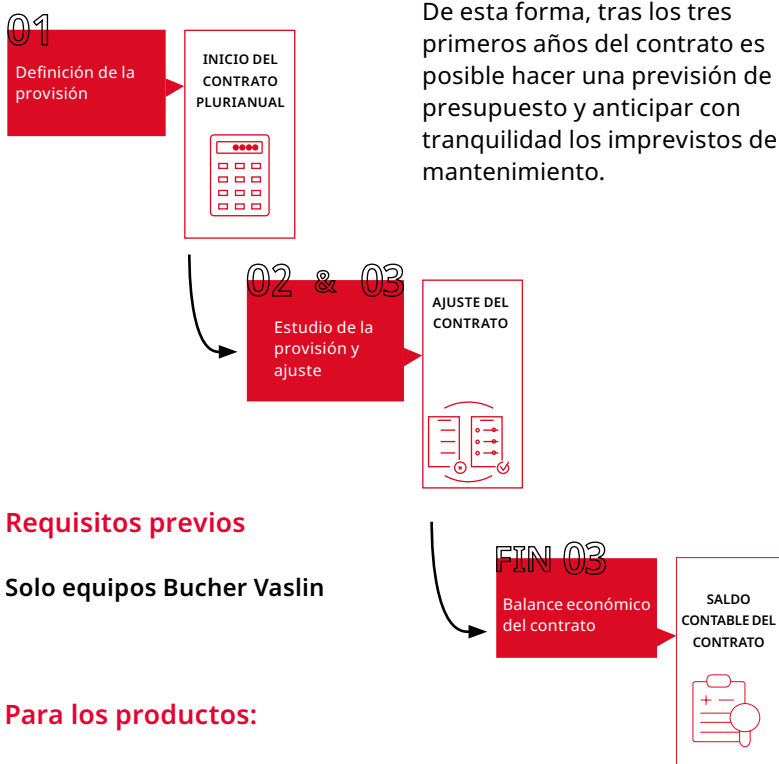 01
Definición de la
provisión
INICIO DEL
CONTRATO
PLURIANUAL
De esta forma, tras los tres
primeros años del contrato es
posible hacer una previsión de
presupuesto y anticipar con
tranquilidad los imprevistos de
mantenimiento.
02 & 03
Estudio de la
provisión y
ajuste
AJUSTE DEL
CONTRATO
Requisitos previos
Solo equipos Bucher Vaslin
FIN 03
Balance económico
del contrato
SALDO
CONTABLE DEL
CONTRATO
Para los productos: